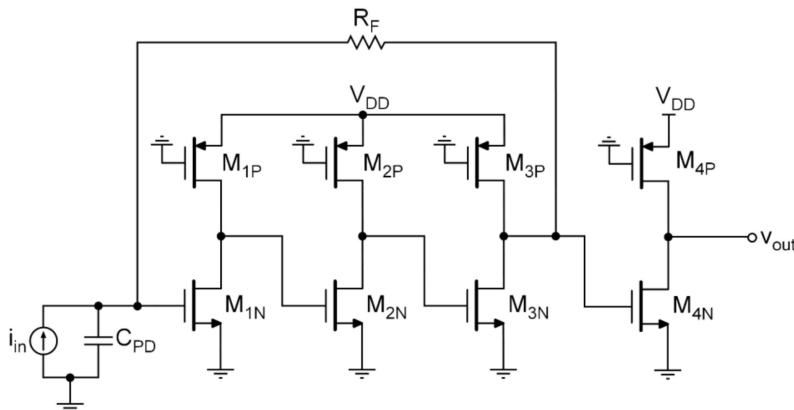 R_F
V_DD
V_DD
M_1P
M_2P
M_3P
M_4P
v_out
M_1N
M_2N
M_3N
M_4N
i_in
C_PD